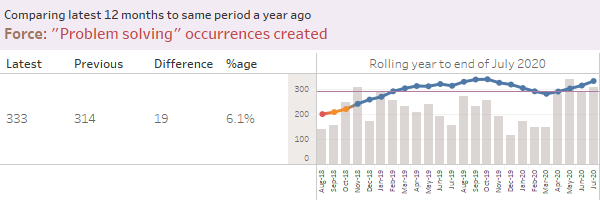 Comparing latest 12 months to same period a year ago
Force: "Problem solving" occurrences created
Latest Previous Difference %age Rolling year to end of July 2020
333 314 19 6.1%
300
200
100
0
Aug-18 Sep-18 Oct-18 Nov-18 Dec-18 Jan-19 Feb-19 Mar-19 Apr-19 May-19 Jun-19 Jul-19 Aug-19 Sep-19 Oct-19 Nov-19 Dec-19 Jan-20 Feb-20 Mar-20 Apr-20 May-20 Jun-20 Jul-20